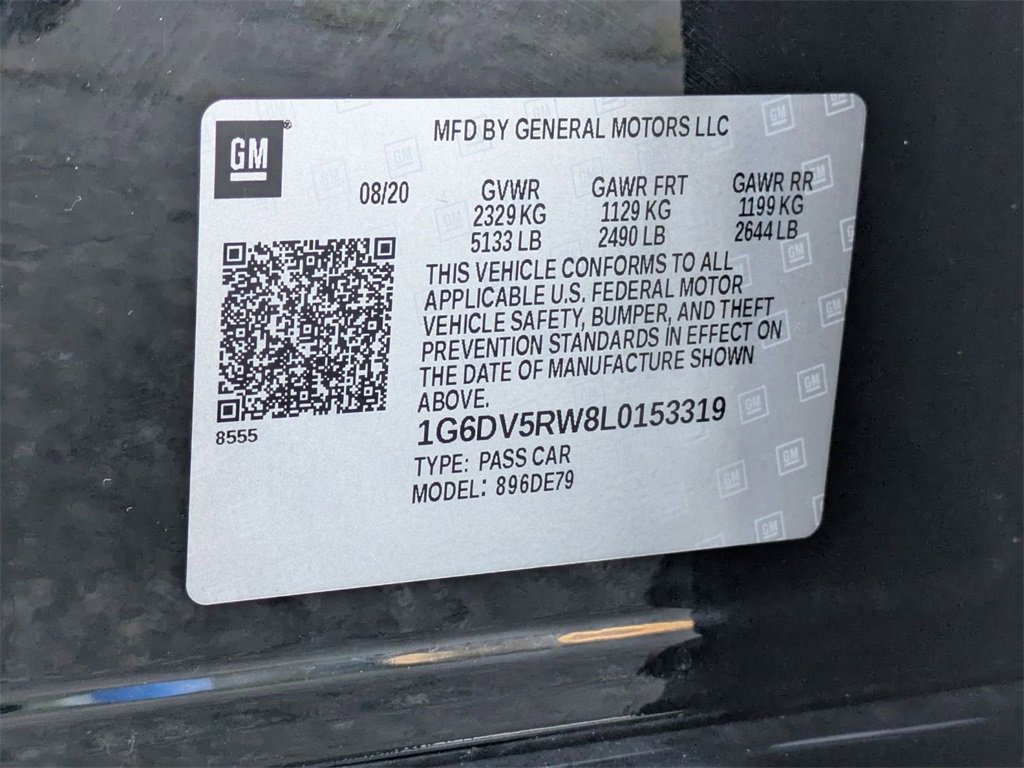 GM
MFD BY GENERAL MOTORS LLC
08/20
GVWR GAWR FRT GAWR RR
2329 KG 1129 KG 1199 KG
5133 LB 2490 LB 2644 LB
THIS VEHICLE CONFORMS TO ALL
APPLICABLE U.S. FEDERAL MOTOR
VEHICLE SAFETY, BUMPER, AND THEFT
PREVENTION STANDARDS IN EFFECT ON
THE DATE OF MANUFACTURE SHOWN
ABOVE.
8555
1G6DV5RW8L0153319
TYPE: PASS CAR
MODEL: 896DE79